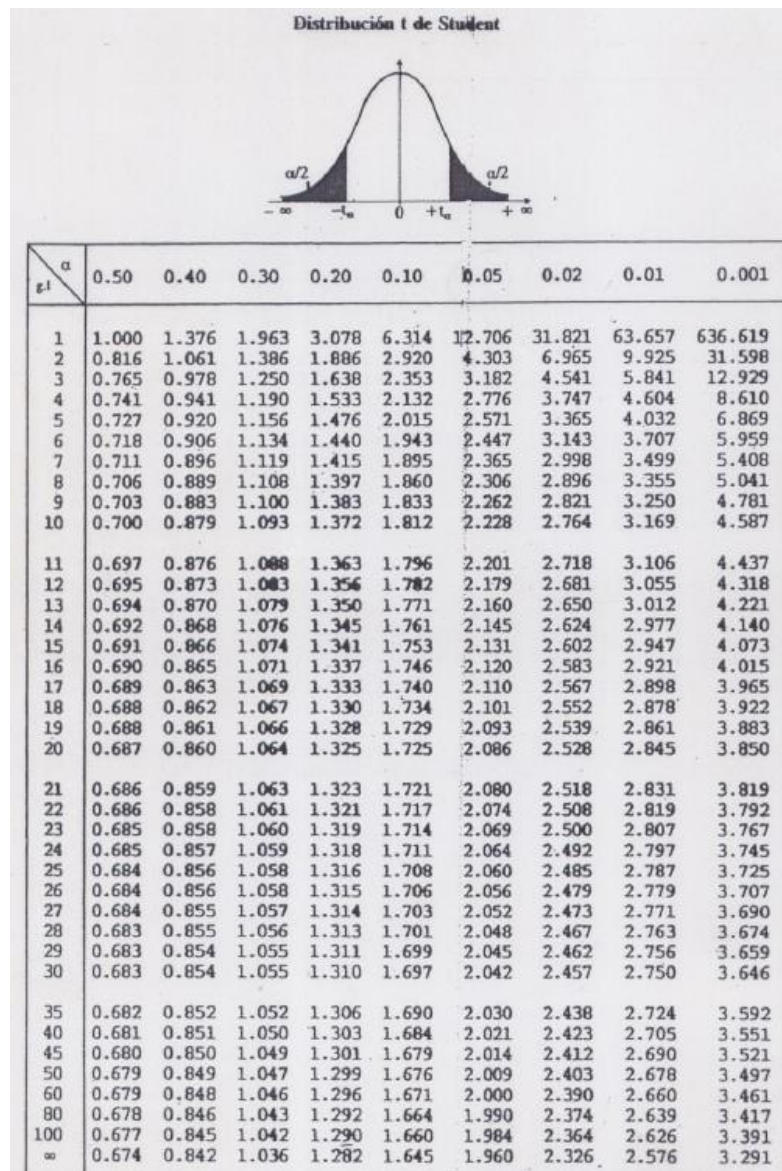 Distribución t de Student
α/2 α/2
- ∞ -tα 0 +tα + ∞
α
g.l 0.50 0.40 0.30 0.20 0.10 0.05 0.02 0.01 0.001
1 1.000 1.376 1.963 3.078 6.314 12.706 31.821 63.657 636.619
2 0.816 1.061 1.386 1.886 2.920 4.303 6.965 9.925 31.598
3 0.765 0.978 1.250 1.638 2.353 3.182 4.541 5.841 12.929
4 0.741 0.941 1.190 1.533 2.132 2.776 3.747 4.604 8.610
5 0.727 0.920 1.156 1.476 2.015 2.571 3.365 4.032 6.869
6 0.718 0.906 1.134 1.440 1.943 2.447 3.143 3.707 5.959
7 0.711 0.896 1.119 1.415 1.895 2.365 2.998 3.499 5.408
8 0.706 0.889 1.108 1.397 1.860 2.306 2.896 3.355 5.041
9 0.703 0.883 1.100 1.383 1.833 2.262 2.821 3.250 4.781
10 0.700 0.879 1.093 1.372 1.812 2.228 2.764 3.169 4.587
11 0.697 0.876 1.088 1.363 1.796 2.201 2.718 3.106 4.437
12 0.695 0.873 1.083 1.356 1.782 2.179 2.681 3.055 4.318
13 0.694 0.870 1.079 1.350 1.771 2.160 2.650 3.012 4.221
14 0.692 0.868 1.076 1.345 1.761 2.145 2.624 2.977 4.140
15 0.691 0.866 1.074 1.341 1.753 2.131 2.602 2.947 4.073
16 0.690 0.865 1.071 1.337 1.746 2.120 2.583 2.921 4.015
17 0.689 0.863 1.069 1.333 1.740 2.110 2.567 2.898 3.965
18 0.688 0.862 1.067 1.330 1.734 2.101 2.552 2.878 3.922
19 0.688 0.861 1.066 1.328 1.729 2.093 2.539 2.861 3.883
20 0.687 0.860 1.064 1.325 1.725 2.086 2.528 2.845 3.850
21 0.686 0.859 1.063 1.323 1.721 2.080 2.518 2.831 3.819
22 0.686 0.858 1.061 1.321 1.717 2.074 2.508 2.819 3.792
23 0.685 0.858 1.060 1.319 1.714 2.069 2.500 2.807 3.767
24 0.685 0.857 1.059 1.318 1.711 2.064 2.492 2.797 3.745
25 0.684 0.856 1.058 1.316 1.708 2.060 2.485 2.787 3.725
26 0.684 0.856 1.058 1.315 1.706 2.056 2.479 2.779 3.707
27 0.684 0.855 1.057 1.314 1.703 2.052 2.473 2.771 3.690
28 0.683 0.855 1.056 1.313 1.701 2.048 2.467 2.763 3.674
29 0.683 0.854 1.055 1.311 1.699 2.045 2.462 2.756 3.659
30 0.683 0.854 1.055 1.310 1.697 2.042 2.457 2.750 3.646
35 0.682 0.852 1.052 1.306 1.690 2.030 2.438 2.724 3.592
40 0.681 0.851 1.050 1.303 1.684 2.021 2.423 2.705 3.551
45 0.680 0.850 1.049 1.301 1.679 2.014 2.412 2.690 3.521
50 0.679 0.849 1.047 1.299 1.676 2.009 2.403 2.678 3.497
60 0.679 0.848 1.046 1.296 1.671 2.000 2.390 2.660 3.461
80 0.678 0.846 1.043 1.292 1.664 1.990 2.374 2.639 3.417
100 0.677 0.845 1.042 1.290 1.660 1.984 2.364 2.626 3.391
∞ 0.674 0.842 1.036 1.282 1.645 1.960 2.326 2.576 3.291